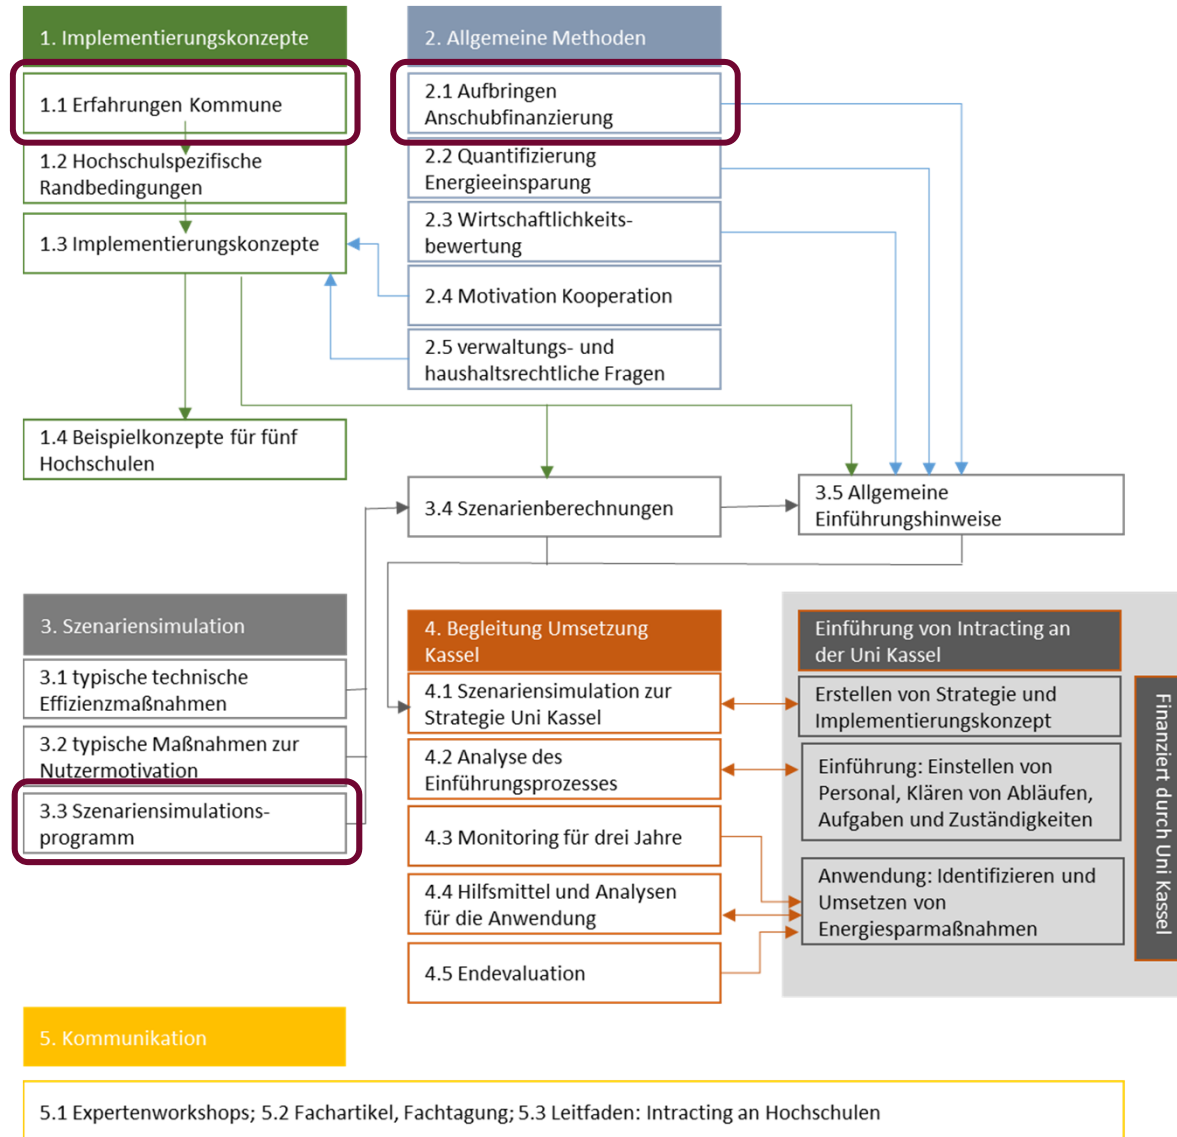 1. Implementierungskonzepte
1.1 Erfahrungen Kommune
1.2 Hochschulspezifische
Randbedingungen
1.3 Implementierungskonzepte
1.4 Beispielkonzepte für fünf
Hochschulen
2. Allgemeine Methoden
2.1 Aufbringen
Anschubfinanzierung
2.2 Quantifizierung
Energieeinsparung
2.3 Wirtschaftlichkeits-
bewertung
2.4 Motivation Kooperation
2.5 verwaltungs- und
haushaltsrechtliche Fragen
3.4 Szenarienberechnungen
3.5 Allgemeine
Einführungshinweise
3. Szenariensimulation
3.1 typische technische
Effizienzmaßnahmen
3.2 typische Maßnahmen zur
Nutzermotivation
3.3 Szenariensimulations-
programm
4. Begleitung Umsetzung
Kassel
4.1 Szenariensimulation zur
Strategie Uni Kassel
4.2 Analyse des
Einführungsprozesses
4.3 Monitoring für drei Jahre
4.4 Hilfsmittel und Analysen
für die Anwendung
4.5 Endevaluation
Einführung von Intracting an
der Uni Kassel
Erstellen von Strategie und
Implementierungskonzept
Einführung: Einstellen von
Personal, Klären von Abläufen,
Aufgaben und Zuständigkeiten
Anwendung: Identifizieren und
Umsetzen von
Energiesparmaßnahmen
Finanziert durch Uni Kassel
5. Kommunikation
5.1 Expertenworkshops; 5.2 Fachartikel, Fachtagung; 5.3 Leitfaden: Intracting an Hochschulen